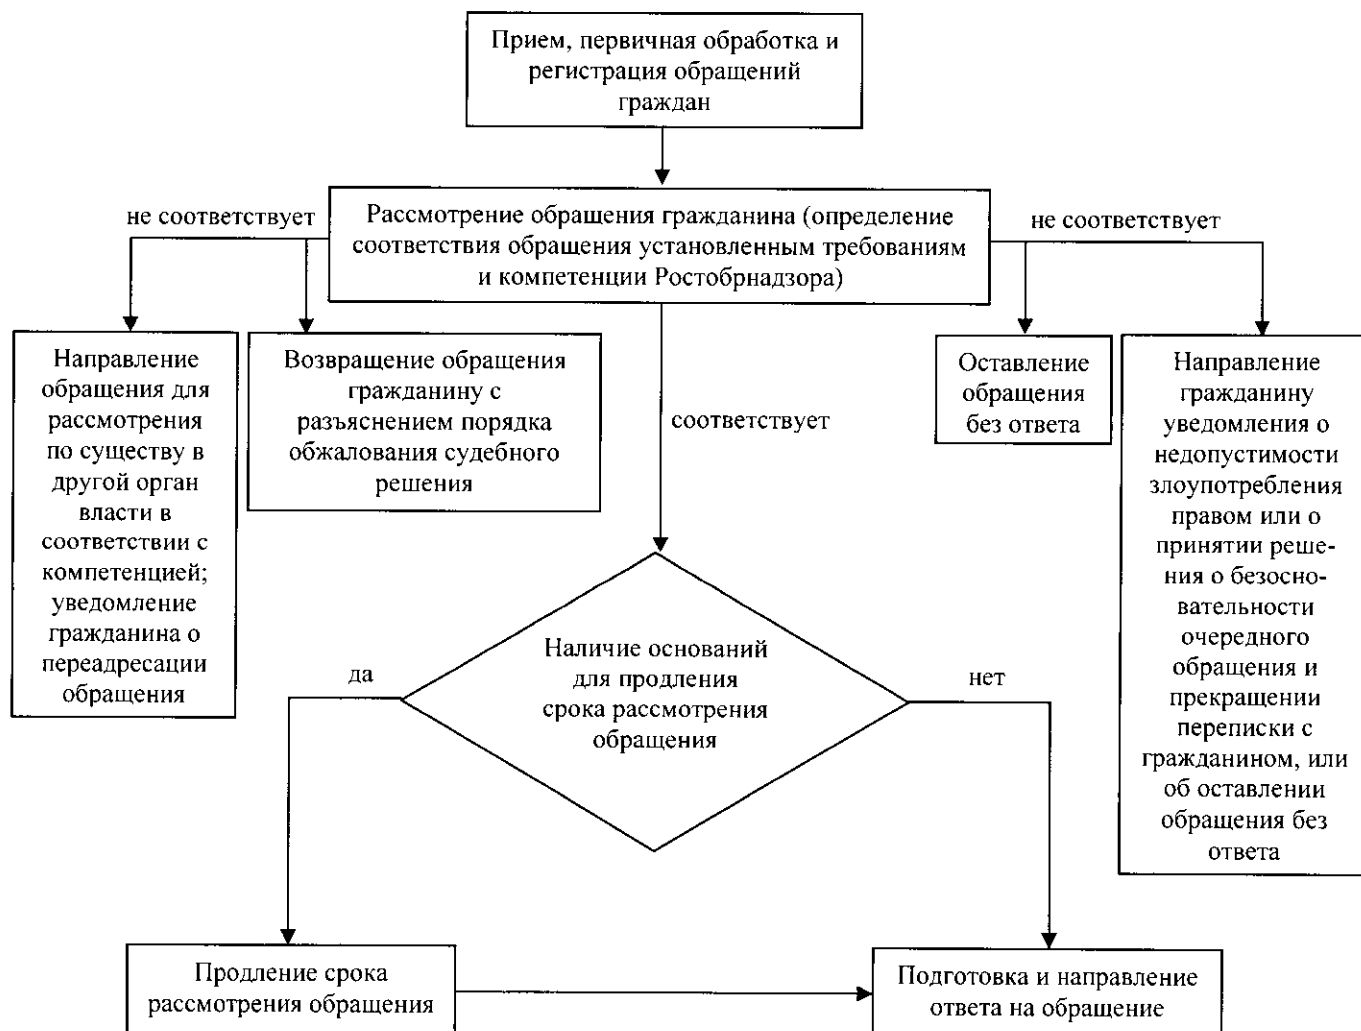 Прием, первичная обработка и
регистрация обращений
граждан
не соответствует
Рассмотрение обращения гражданина (определение
соответствия обращения установленным требованиям
и компетенции Ростобрнадзора)
не соответствует
Направление
обращения для
рассмотрения
по существу в
другой орган
власти в
соответствии с
компетенцией;
уведомление
гражданина о
переадресации
обращения
Возвращение обращения
гражданину с
разъяснением порядка
обжалования судебного
решения
соответствует
Оставление
обращения
без ответа
Направление
гражданину
уведомления о
недопустимости
злоупотребления
правом или о
принятии реше-
ния о безосно-
вательности
очередного
обращения и
прекращении
переписки с
гражданином, или
об оставлении
обращения без
ответа
да
Наличие оснований
для продления
срока рассмотрения
обращения
нет
Продление срока
рассмотрения обращения
Подготовка и направление
ответа на обращение